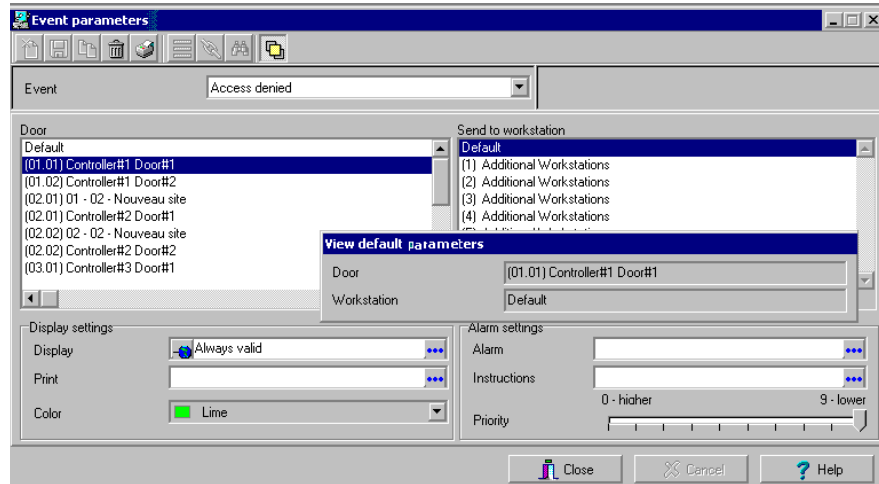 Event parameters
Event
Access denied
Door
Send to workstation
Default
(01.01) Controller#1 Door#1
(01.02) Controller#1 Door#2
(02.01) 01 - 02 - Nouveau site
(02.01) Controller#2 Door#1
(02.02) 02 - 02 - Nouveau site
(02.02) Controller#2 Door#2
(03.01) Controller#3 Door#1
Default
(1) Additional Workstations
(2) Additional Workstations
(3) Additional Workstations
(4) Additional Workstations
View default parameters
Door
(01.01) Controller#1 Door#1
Workstation
Default
Display settings
Display
Always valid
Print
Color
Lime
Alarm settings
Alarm
Instructions
0 - higher
9 - lower
Priority
Close
Cancel
Help